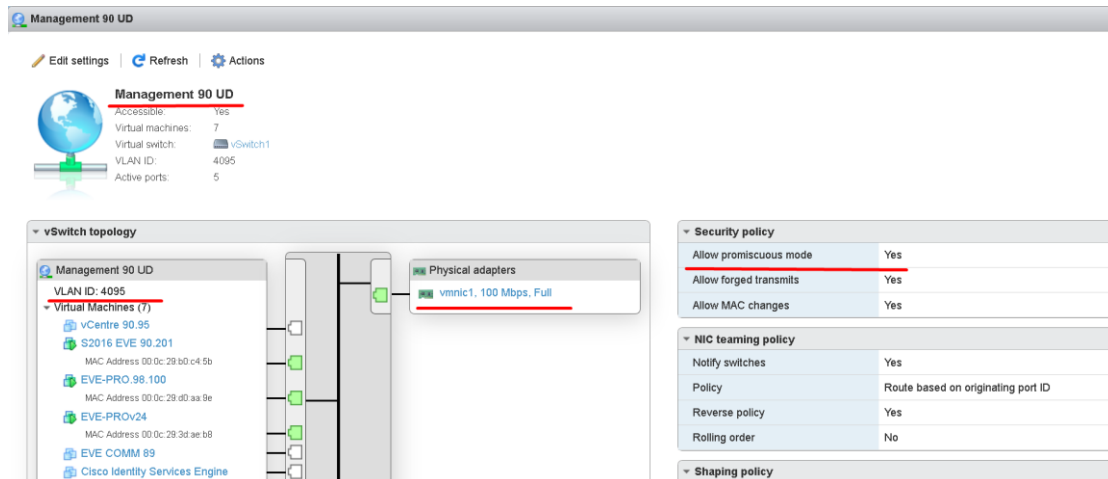 Management 90 UD
Edit settings | Refresh | Actions
Management 90 UD
Accessible: Yes
Virtual machines: 7
Virtual switch: vSwitch1
VLAN ID: 4095
Active ports: 5
vSwitch topology
Management 90 UD
VLAN ID: 4095
Virtual Machines (7)
vCentre 90.95
S2016 EVE 90.201
MAC Address 00:0c:29:b0:c4:5b
EVE-PRO.98.100
MAC Address 00:0c:29:d0:aa:9e
EVE-PROv24
MAC Address 00:0c:29:3d:ae:b8
EVE COMM 89
Cisco Identity Services Engine
Physical adapters
vmnic1, 100 Mbps, Full
Security policy
Allow promiscuous mode Yes
Allow forged transmits Yes
Allow MAC changes Yes
NIC teaming policy
Notify switches Yes
Policy Route based on originating port ID
Reverse policy Yes
Rolling order No
Shaping policy